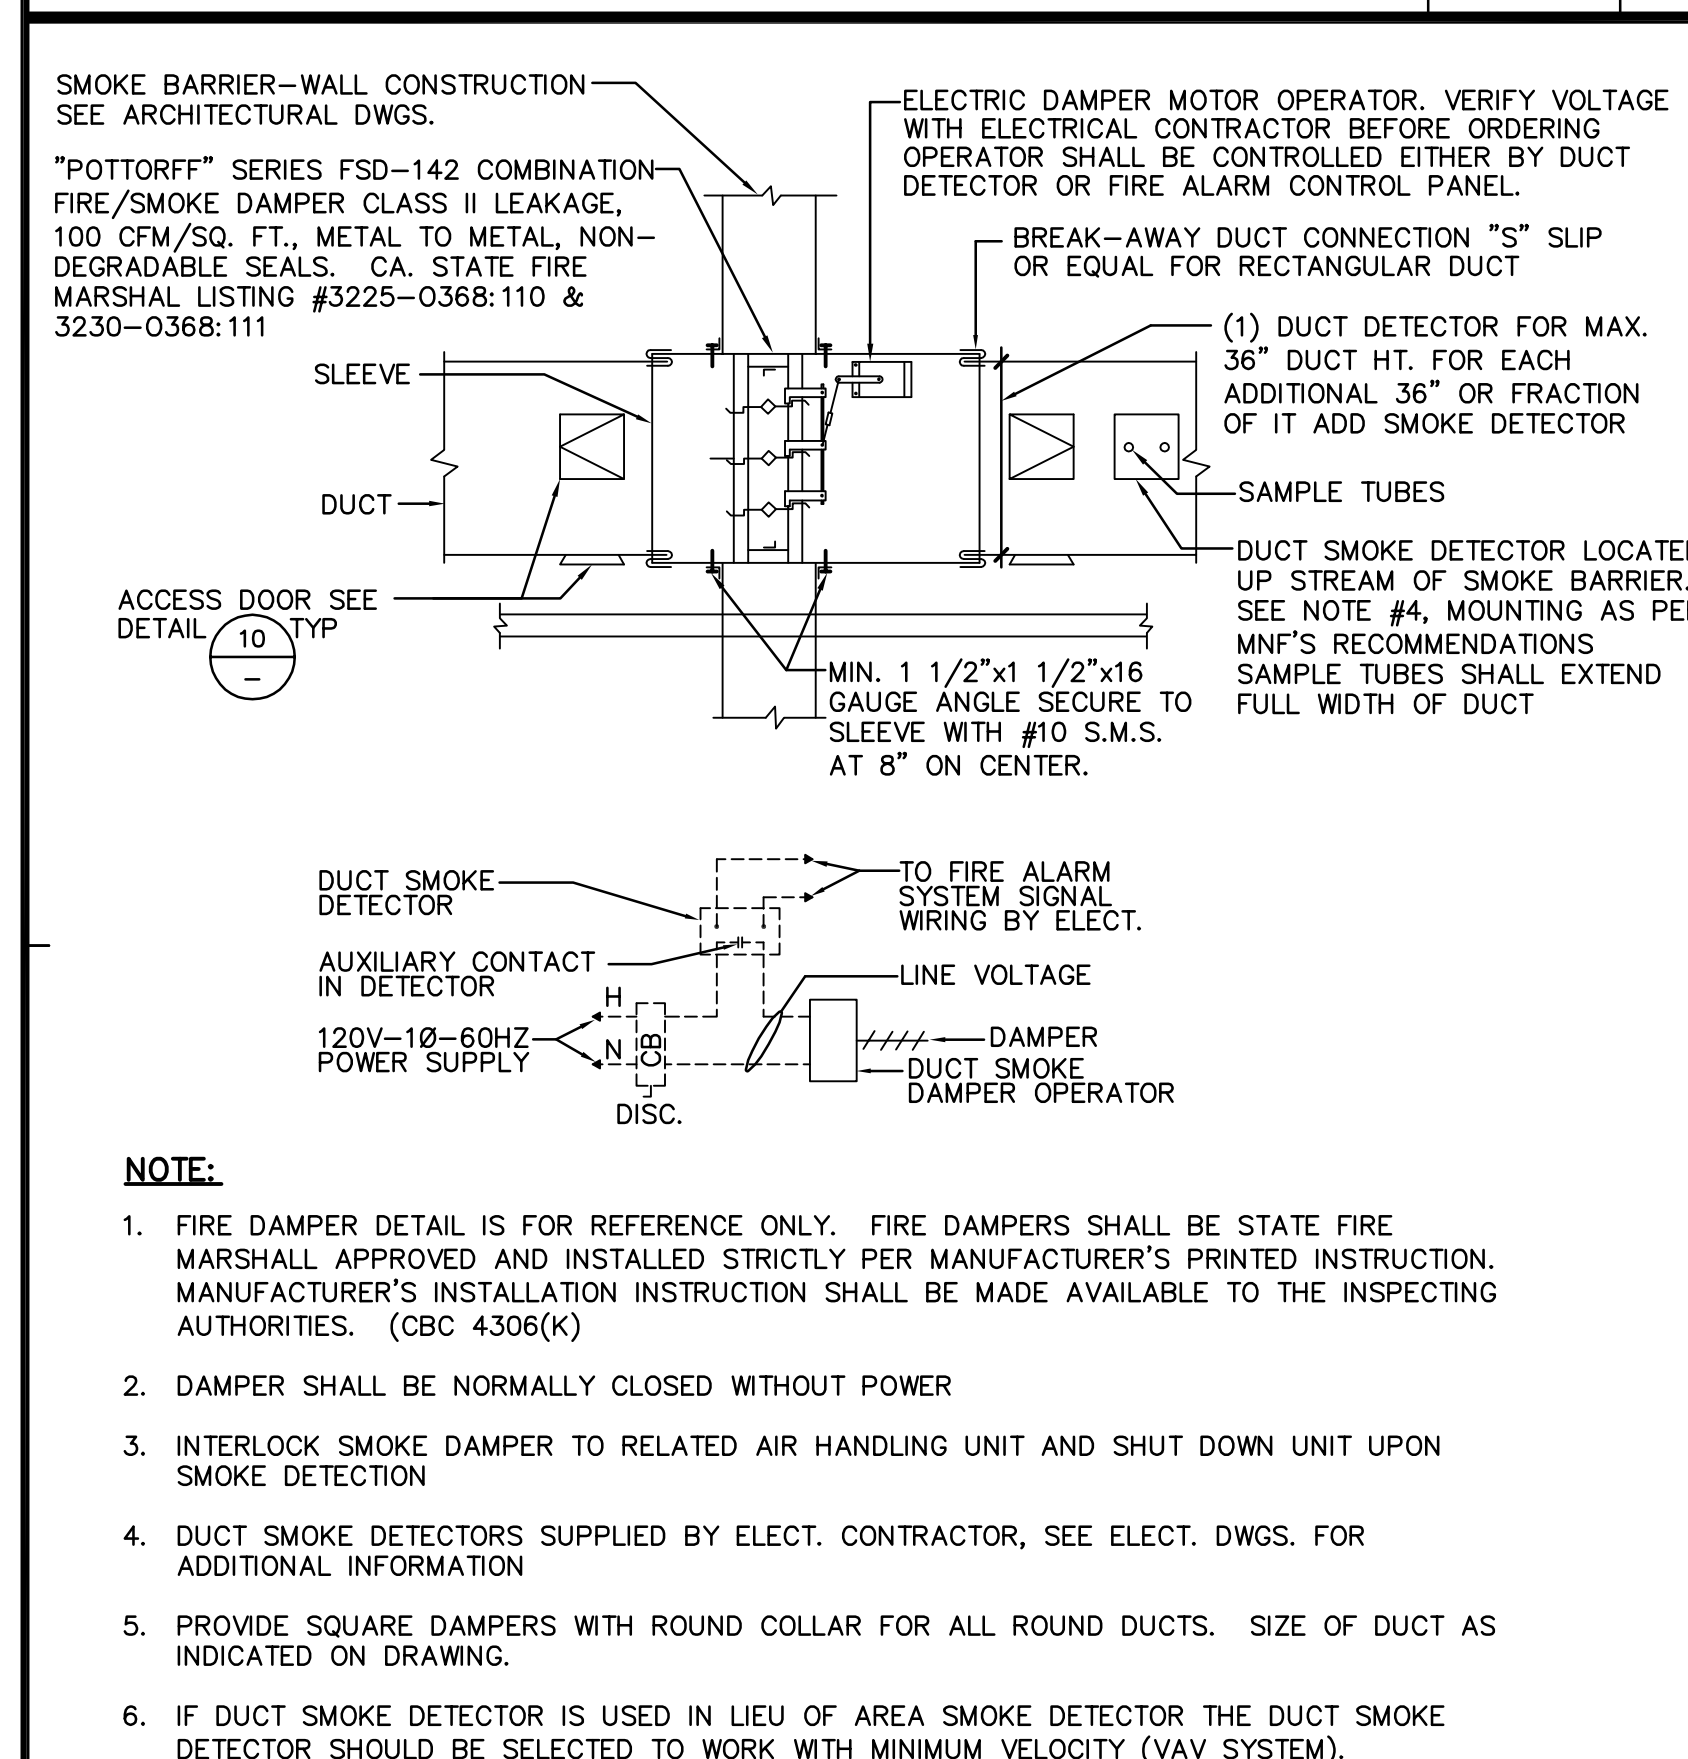 SMOKE BARRIER-WALL CONSTRUCTION
SEE ARCHITECTURAL DWGS.
"POTTORFF" SERIES FSD-142 COMBINATION
FIRE/SMOKE DAMPER CLASS II LEAKAGE,
100 CFM/SQ. FT., METAL TO METAL, NON-
DEGRADABLE SEALS. CA. STATE FIRE
MARSHAL LISTING #3225-0368:110 &
3230-0368:111
SLEEVE
DUCT
ACCESS DOOR SEE
DETAIL 10 TYP
-
ELECTRIC DAMPER MOTOR OPERATOR. VERIFY VOLTAGE
WITH ELECTRICAL CONTRACTOR BEFORE ORDERING
OPERATOR SHALL BE CONTROLLED EITHER BY DUCT
DETECTOR OR FIRE ALARM CONTROL PANEL.
BREAK-AWAY DUCT CONNECTION "S" SLIP
OR EQUAL FOR RECTANGULAR DUCT
(1) DUCT DETECTOR FOR MAX.
36" DUCT HT. FOR EACH
ADDITIONAL 36" OR FRACTION
OF IT ADD SMOKE DETECTOR
SAMPLE TUBES
DUCT SMOKE DETECTOR LOCATE
UP STREAM OF SMOKE BARRIER.
SEE NOTE #4, MOUNTING AS PE
MNF'S RECOMMENDATIONS
SAMPLE TUBES SHALL EXTEND
FULL WIDTH OF DUCT
MIN. 1 1/2"x1 1/2"x16
GAUGE ANGLE SECURE TO
SLEEVE WITH #10 S.M.S.
AT 8" ON CENTER.
DUCT SMOKE
DETECTOR
AUXILIARY CONTACT
IN DETECTOR
120V-1Ø-60HZ
POWER SUPPLY
H
N
CB
DISC.
TO FIRE ALARM
SYSTEM SIGNAL
WIRING BY ELECT.
LINE VOLTAGE
DAMPER
DUCT SMOKE
DAMPER OPERATOR
NOTE:
1. FIRE DAMPER DETAIL IS FOR REFERENCE ONLY. FIRE DAMPERS SHALL BE STATE FIRE
MARSHALL APPROVED AND INSTALLED STRICTLY PER MANUFACTURER'S PRINTED INSTRUCTION.
MANUFACTURER'S INSTALLATION INSTRUCTION SHALL BE MADE AVAILABLE TO THE INSPECTING
AUTHORITIES. (CBC 4306(K)
2. DAMPER SHALL BE NORMALLY CLOSED WITHOUT POWER
3. INTERLOCK SMOKE DAMPER TO RELATED AIR HANDLING UNIT AND SHUT DOWN UNIT UPON
SMOKE DETECTION
4. DUCT SMOKE DETECTORS SUPPLIED BY ELECT. CONTRACTOR, SEE ELECT. DWGS. FOR
ADDITIONAL INFORMATION
5. PROVIDE SQUARE DAMPERS WITH ROUND COLLAR FOR ALL ROUND DUCTS. SIZE OF DUCT AS
INDICATED ON DRAWING.
6. IF DUCT SMOKE DETECTOR IS USED IN LIEU OF AREA SMOKE DETECTOR THE DUCT SMOKE
DETECTOR SHOULD BE SELECTED TO WORK WITH MINIMUM VELOCITY (VAV SYSTEM).